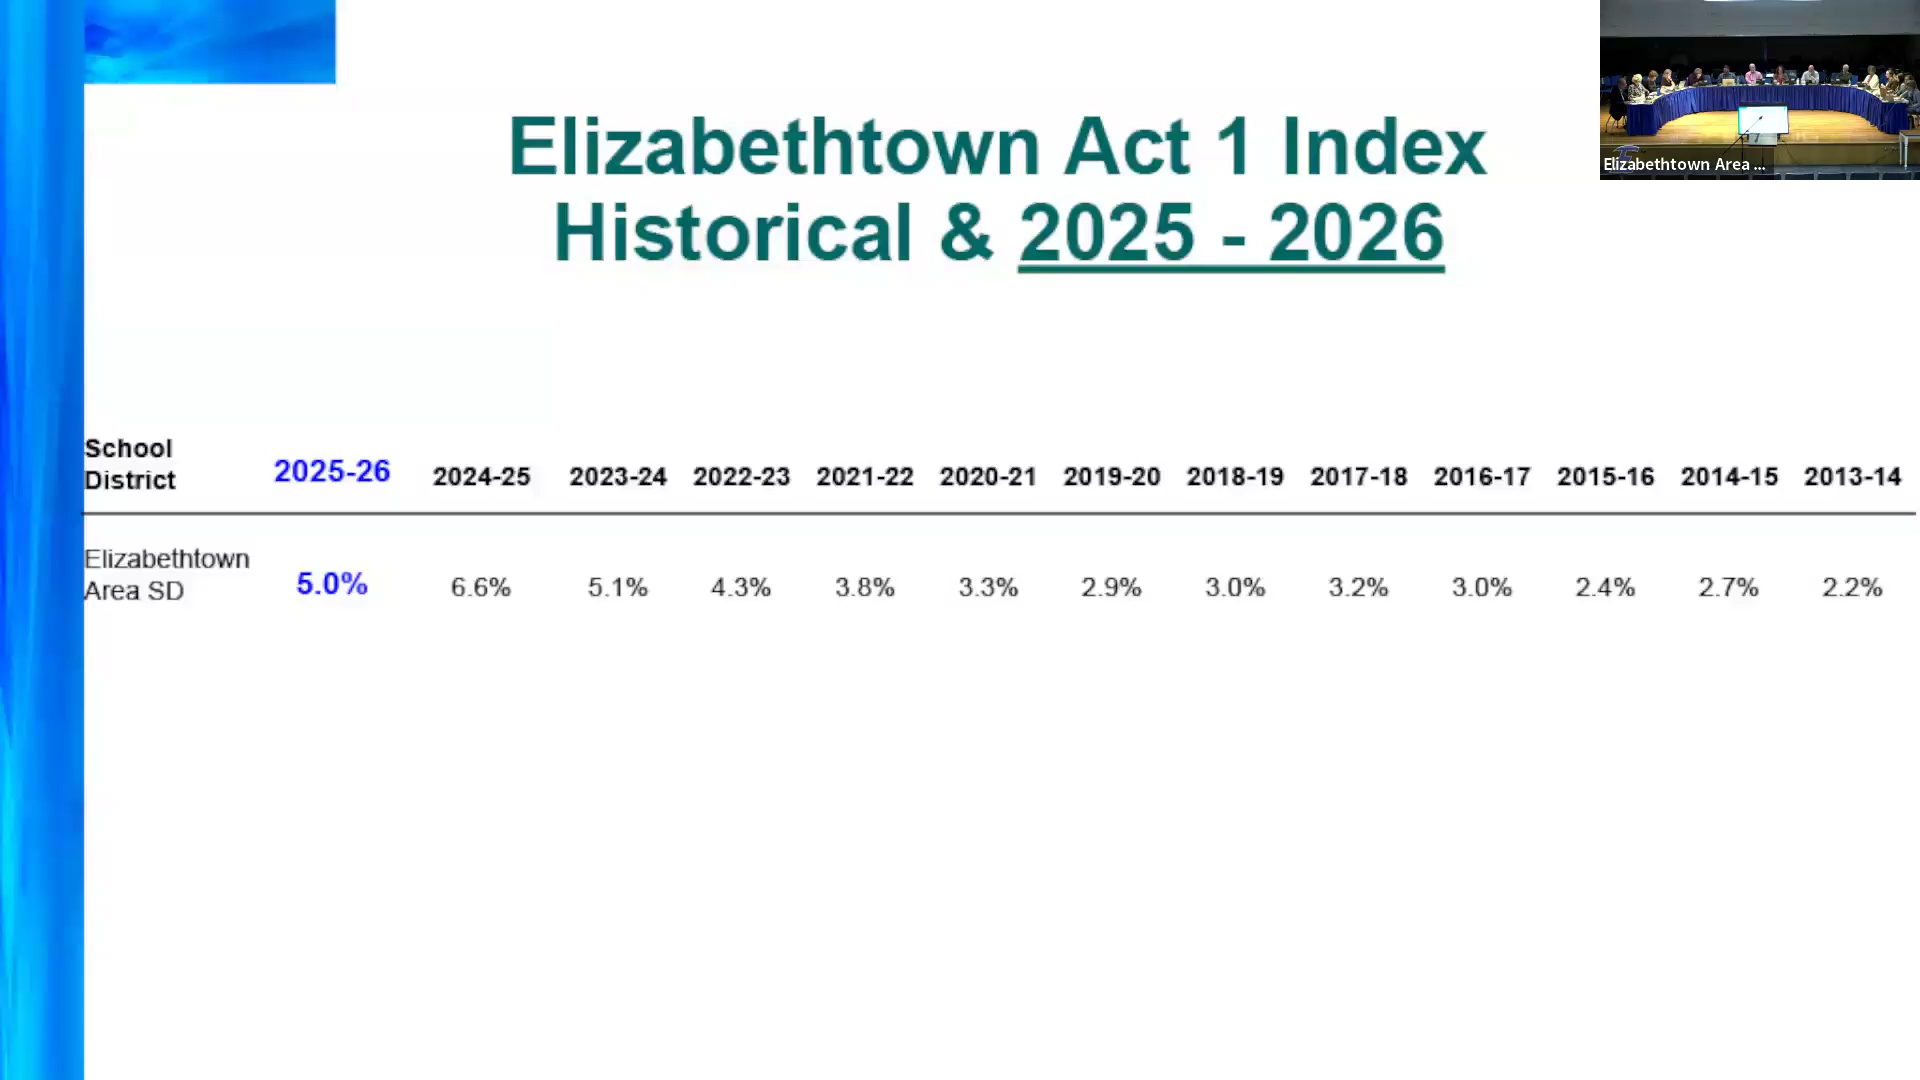 Elizabethtown Act 1 Index
Historical & 2025 - 2026
Elizabethtown Area ...
School
District
2025-26 2024-25 2023-24 2022-23 2021-22 2020-21 2019-20 2018-19 2017-18 2016-17 2015-16 2014-15 2013-14
Elizabethtown
Area SD
5.0% 6.6% 5.1% 4.3% 3.8% 3.3% 2.9% 3.0% 3.2% 3.0% 2.4% 2.7% 2.2%